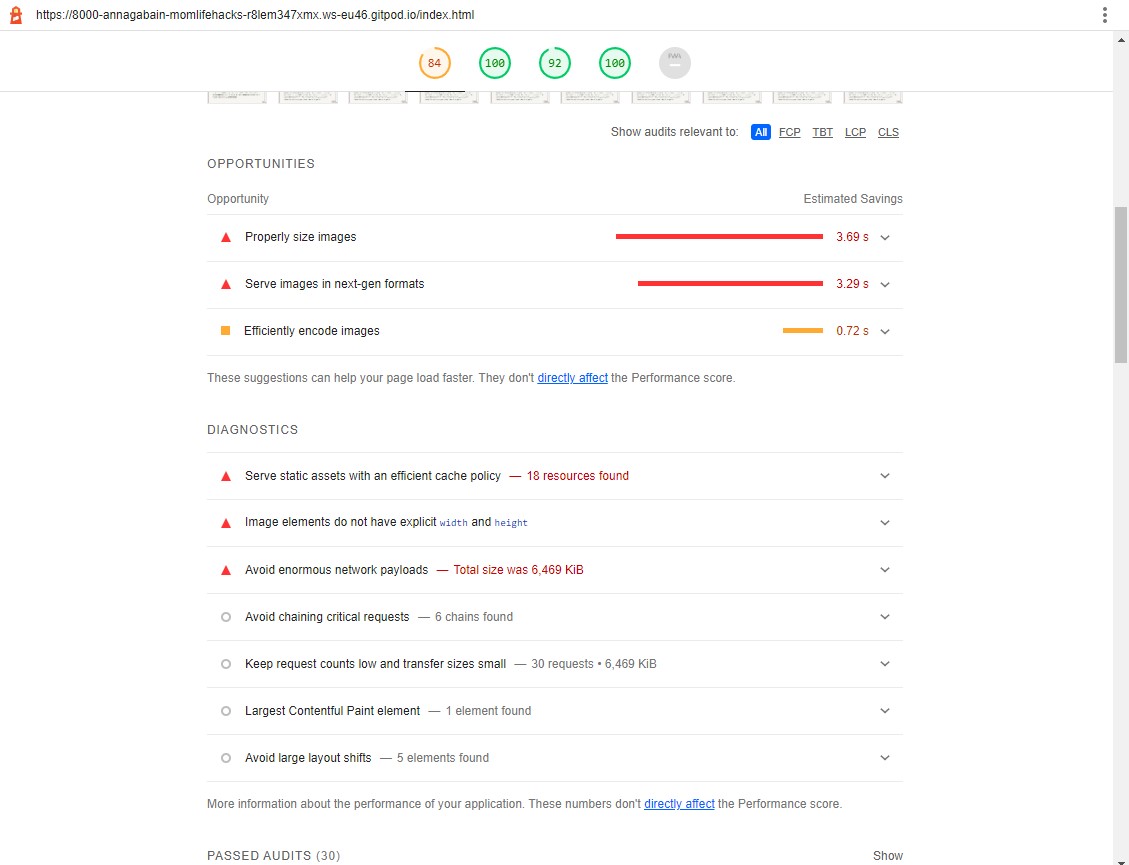 https://8000-annagabain-momlifehacks-r8lem347xmx.ws-eu46.gitpod.io/index.html
84 100 92 100 PWA
Show audits relevant to: All FCP TBT LCP CLS
OPPORTUNITIES
Opportunity Estimated Savings
Properly size images 3.69 s
Serve images in next-gen formats 3.29 s
Efficiently encode images 0.72 s
These suggestions can help your page load faster. They don't directly affect the Performance score.
DIAGNOSTICS
Serve static assets with an efficient cache policy — 18 resources found
Image elements do not have explicit width and height
Avoid enormous network payloads — Total size was 6,469 KiB
Avoid chaining critical requests — 6 chains found
Keep request counts low and transfer sizes small — 30 requests • 6,469 KiB
Largest Contentful Paint element — 1 element found
Avoid large layout shifts — 5 elements found
More information about the performance of your application. These numbers don't directly affect the Performance score.
PASSED AUDITS (30) Show